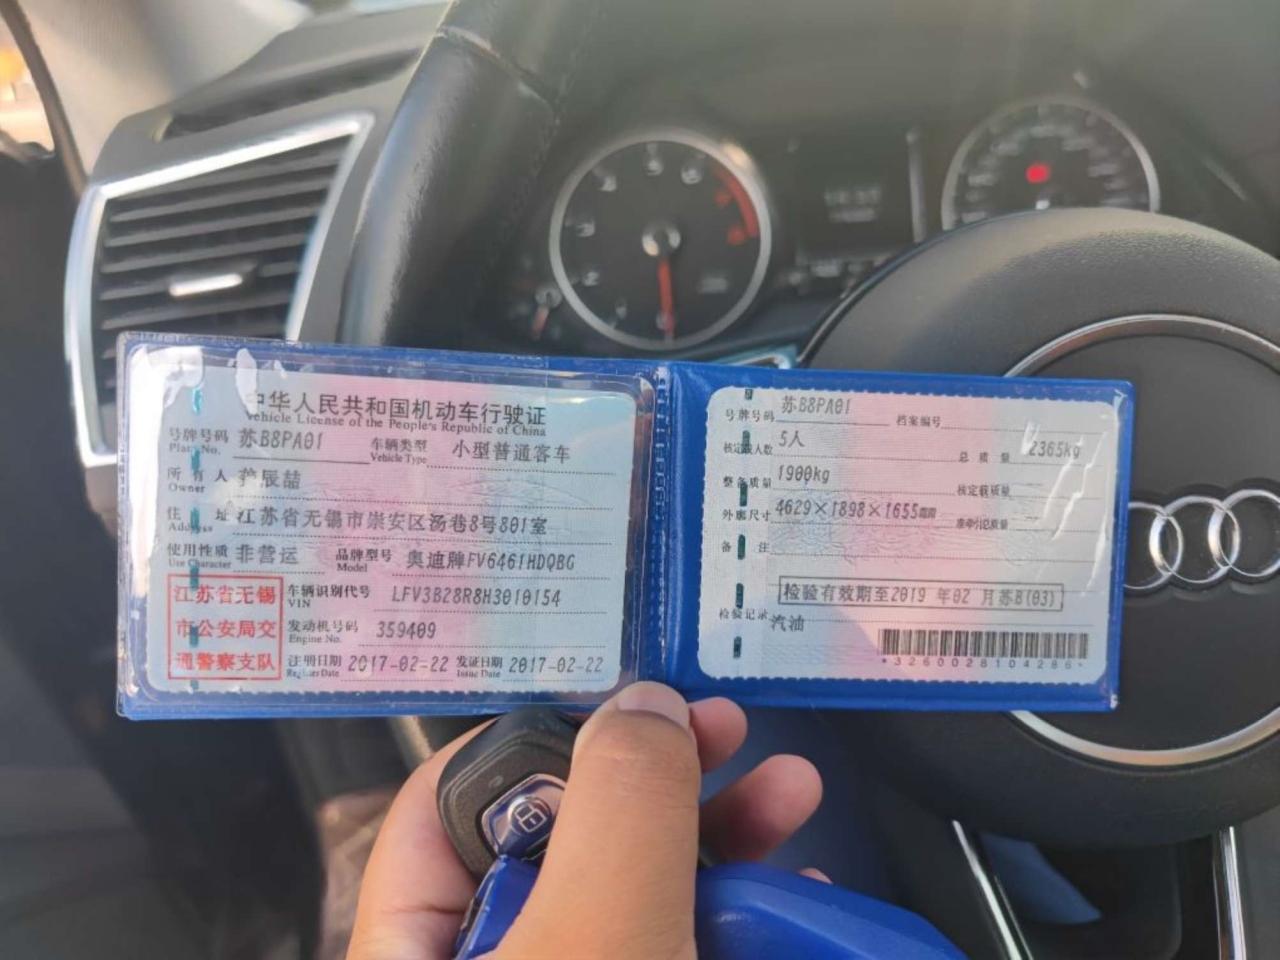 中华人民共和国机动车行驶证
Vehicle License of the People's Republic of China
号牌号码 苏B8PA01 车辆类型 小型普通客车
Plate No. Vehicle Type
所有人 辰喆
Owner
住址 江苏省无锡市崇安区汤巷8号801室
Address
使用性质 非营运 品牌型号 奥迪牌FV6461HDQBG
Use Character Model
江苏省无锡
市公安局交
通警察支队
车辆识别代号 LFV3B28R8H3010154
VIN
发动机号码 359409
Engine No.
注册日期 2017-02-22 发证日期 2017-02-22
Register Date Issue Date
号牌号码 苏B8PA01 档案编号
核定载人数 5人 总质量 2365kg
整备质量 1900kg 核定载质量
外廓尺寸 4629×1898×1655mm 准牵引总质量
备注
检验有效期至2019年02月苏B(03)
检验记录 汽油
*3260028104286*